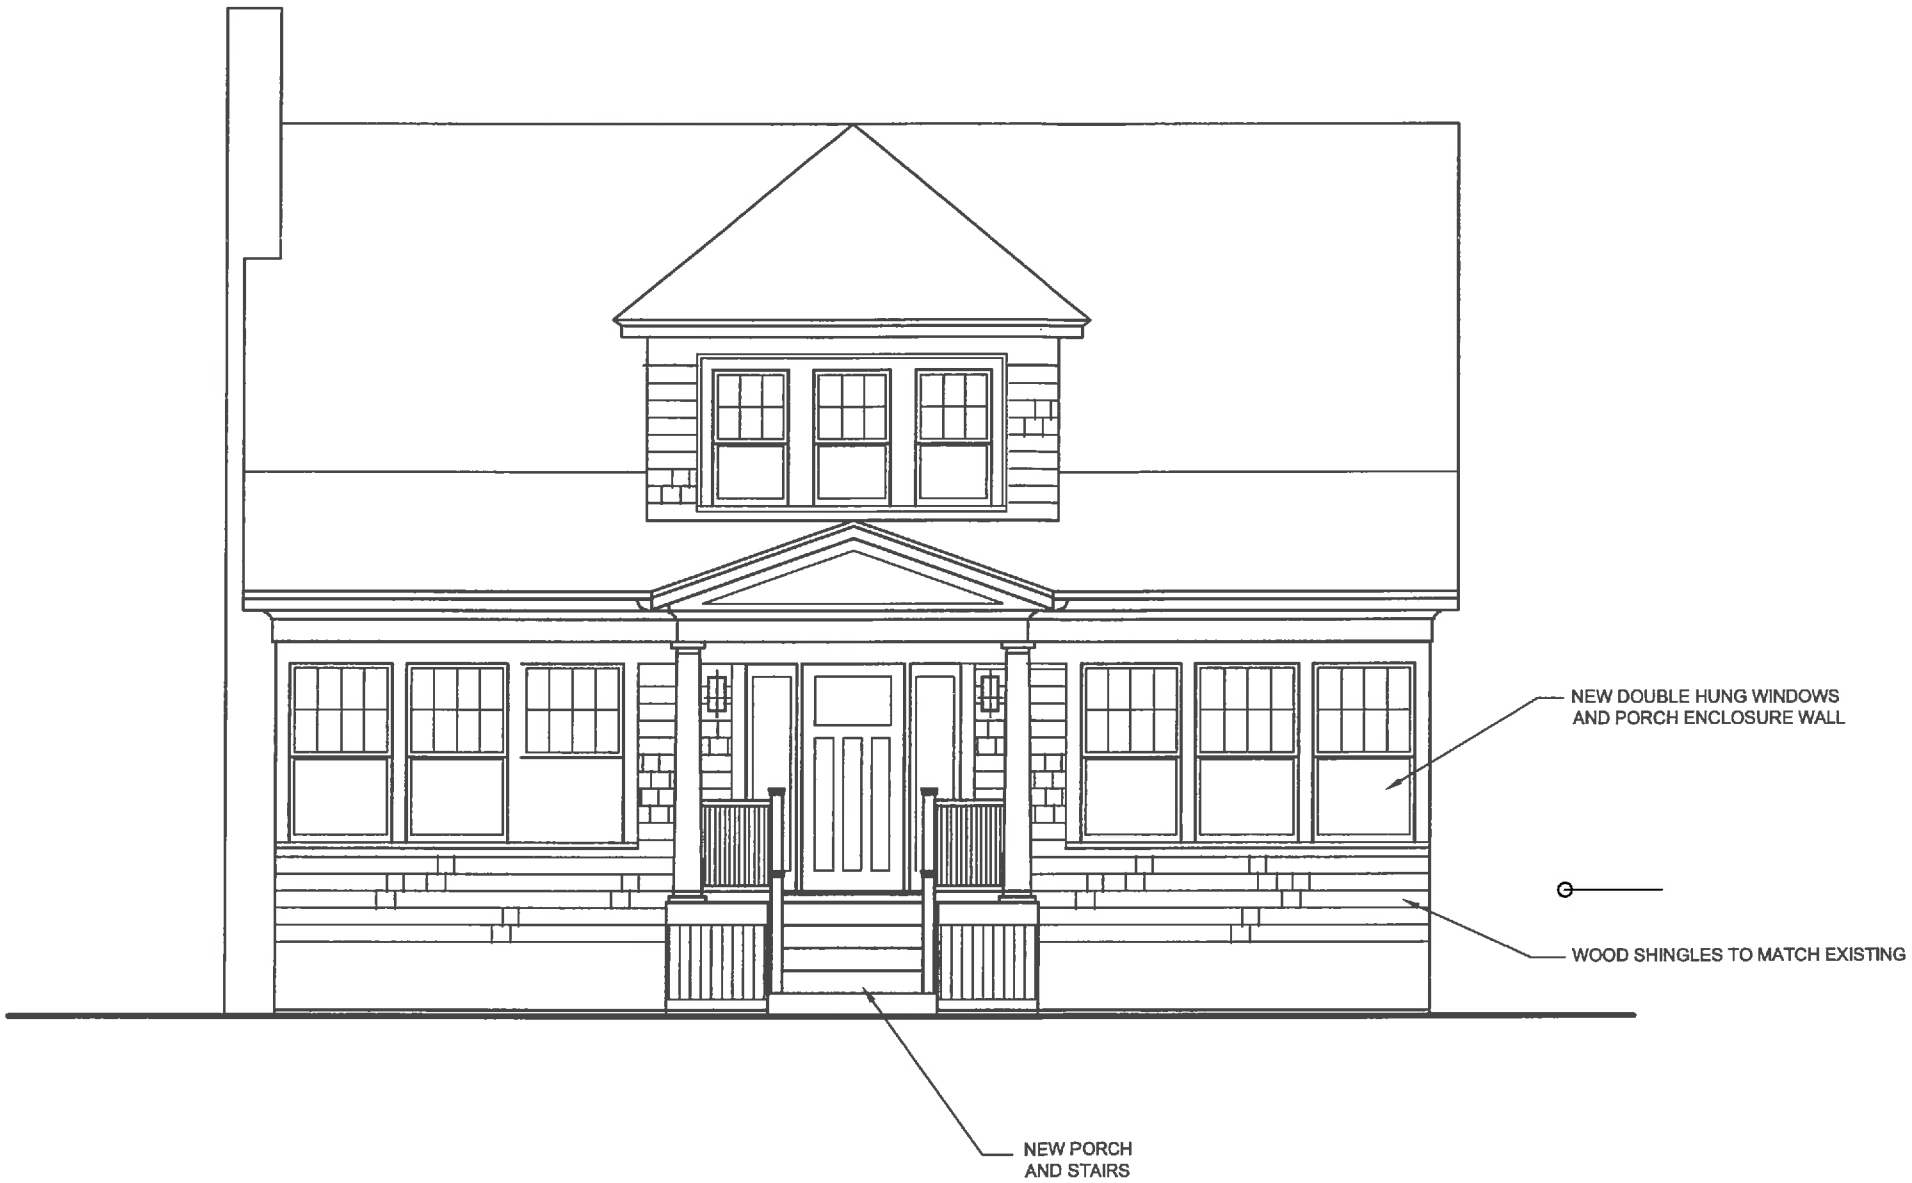 NEW DOUBLE HUNG WINDOWS
AND PORCH ENCLOSURE WALL
WOOD SHINGLES TO MATCH EXISTING
NEW PORCH
AND STAIRS